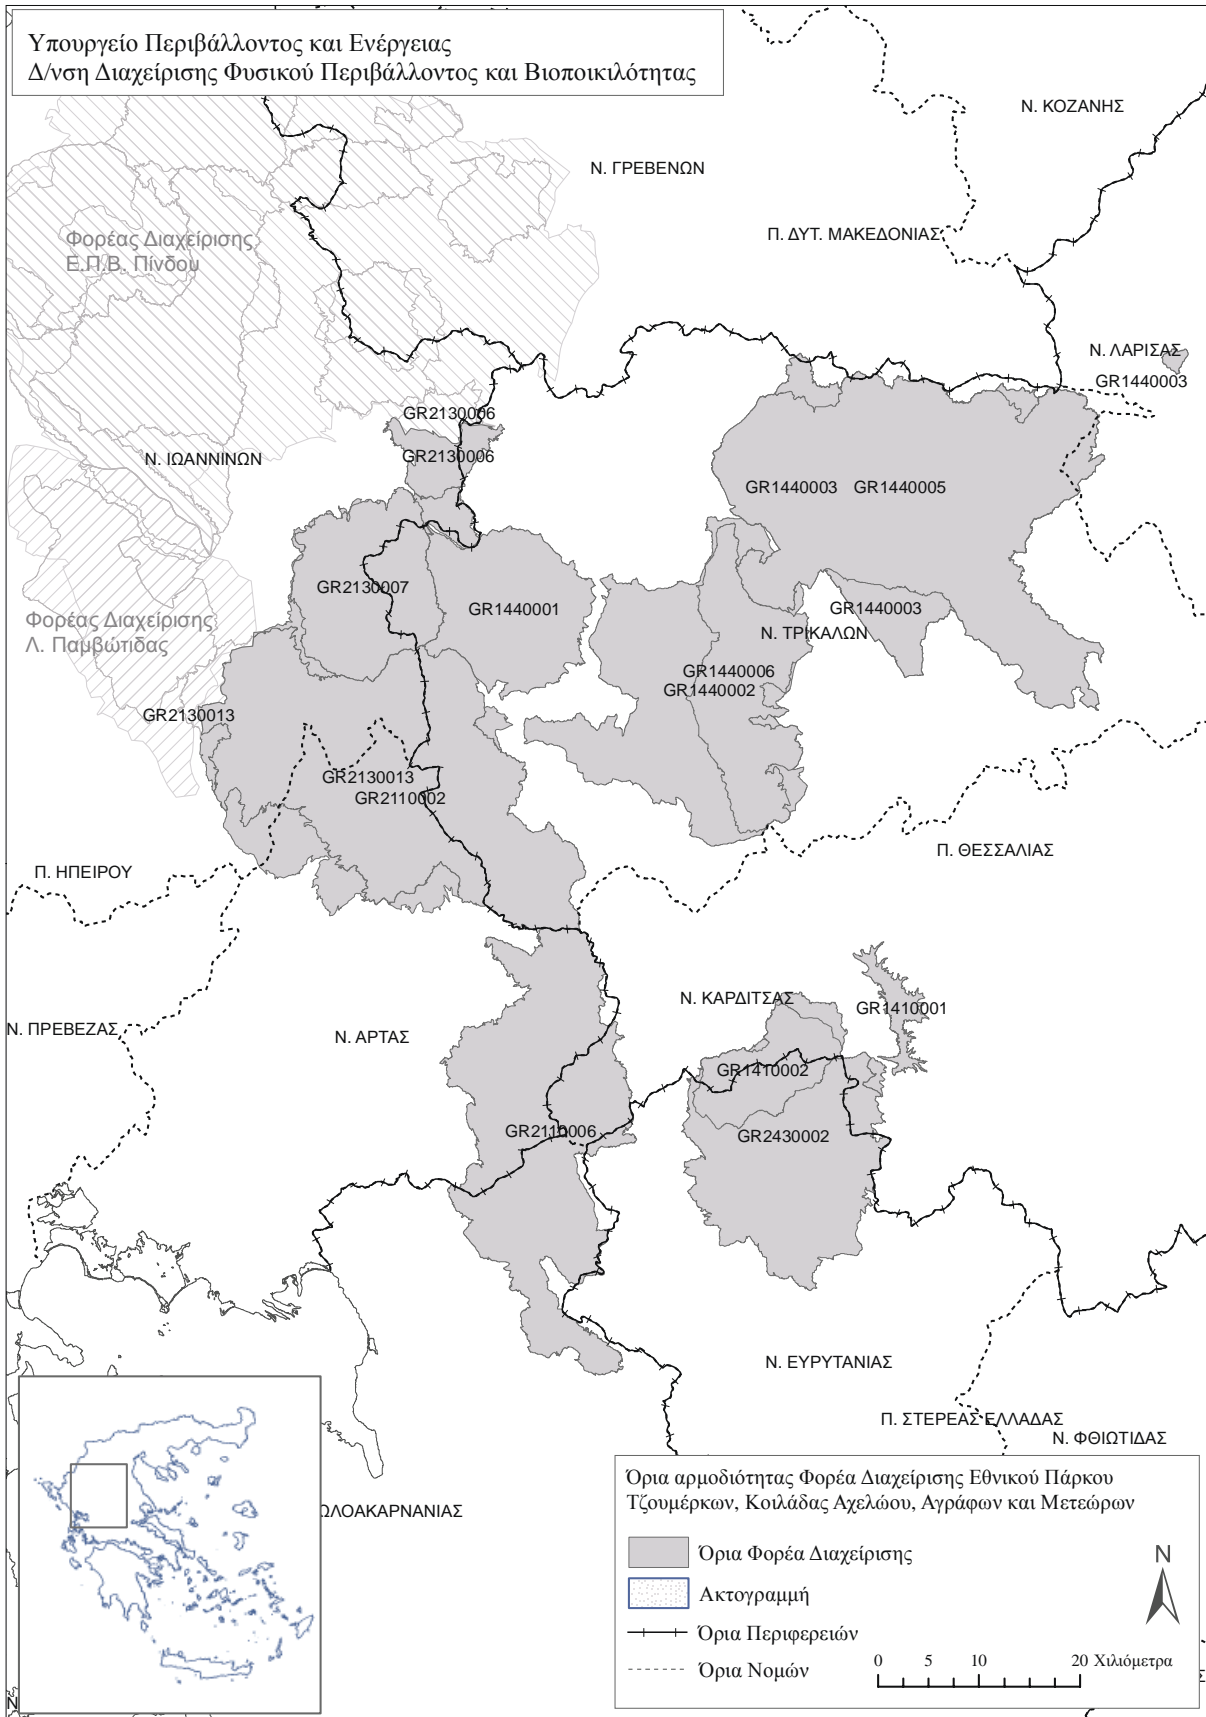 Υπουργείο Περιβάλλοντος και Ενέργειας
Δ/νση Διαχείρισης Φυσικού Περιβάλλοντος και Βιοποικιλότητας
Ν. ΚΟΖΑΝΗΣ
Ν. ΓΡΕΒΕΝΩΝ
Π. ΔΥΤ. ΜΑΚΕΔΟΝΙΑΣ
Φορέας Διαχείρισης
Ε.Π.Β. Πίνδου
Ν. ΛΑΡΙΣΑΣ
GR1440003
GR2130006
GR2130006
Ν. ΙΩΑΝΝΙΝΩΝ
GR1440003
GR1440005
GR2130007
GR1440001
GR1440003
Φορέας Διαχείρισης
Λ. Παμβώτιδας
Ν. ΤΡΙΚΑΛΩΝ
GR1440006
GR1440002
GR2130013
GR2130013
GR2110002
Π. ΘΕΣΣΑΛΙΑΣ
Π. ΗΠΕΙΡΟΥ
Ν. ΚΑΡΔΙΤΣΑΣ
GR1410001
Ν. ΠΡΕΒΕΖΑΣ
Ν. ΑΡΤΑΣ
GR1410002
GR2110006
GR2430002
Ν. ΕΥΡΥΤΑΝΙΑΣ
Π. ΣΤΕΡΕΑΣ ΕΛΛΑΔΑΣ
Ν. ΦΘΙΩΤΙΔΑΣ
ΩΛΟΑΚΑΡΝΑΝΙΑΣ
Όρια αρμοδιότητας Φορέα Διαχείρισης Εθνικού Πάρκου
Τζουμέρκων, Κοιλάδας Αχελώου, Αγράφων και Μετεώρων
Όρια Φορέα Διαχείρισης
Ακτογραμμή
Όρια Περιφερειών
Όρια Νομών
N
0 5 10 20 Χιλιόμετρα
Ν
Σ